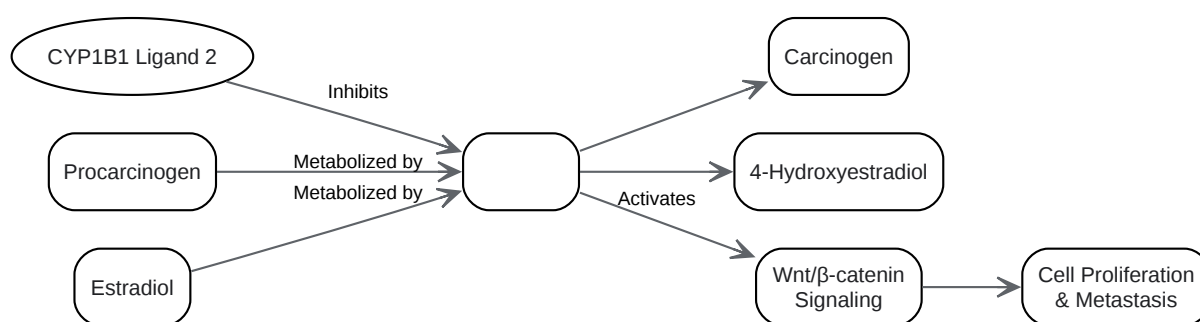 CYP1B1 Ligand 2
Carcinogen
Inhibits
Procarcinogen
Metabolized by
4-Hydroxyestradiol
Metabolized by
Activates
Estradiol
Wnt/β-catenin
Signaling
Cell Proliferation
& Metastasis